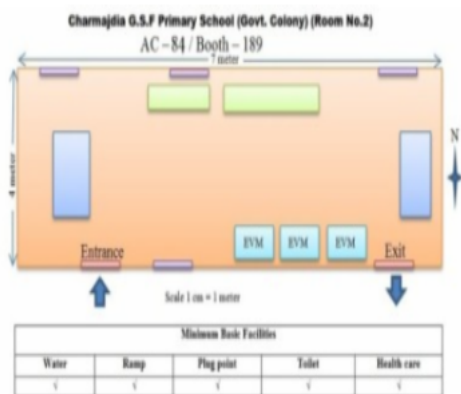 Charmajdia G.S.F Primary School (Govt. Colony) (Room No.2)
AC – 84 / Booth – 189
7 meter
4 meter
N
EVM EVM EVM
Entrance Exit
Scale 1 cm = 1 meter
Minimum Basic Facilities
Water Ramp Plug point Toilet Health care
√ √ √ √ √